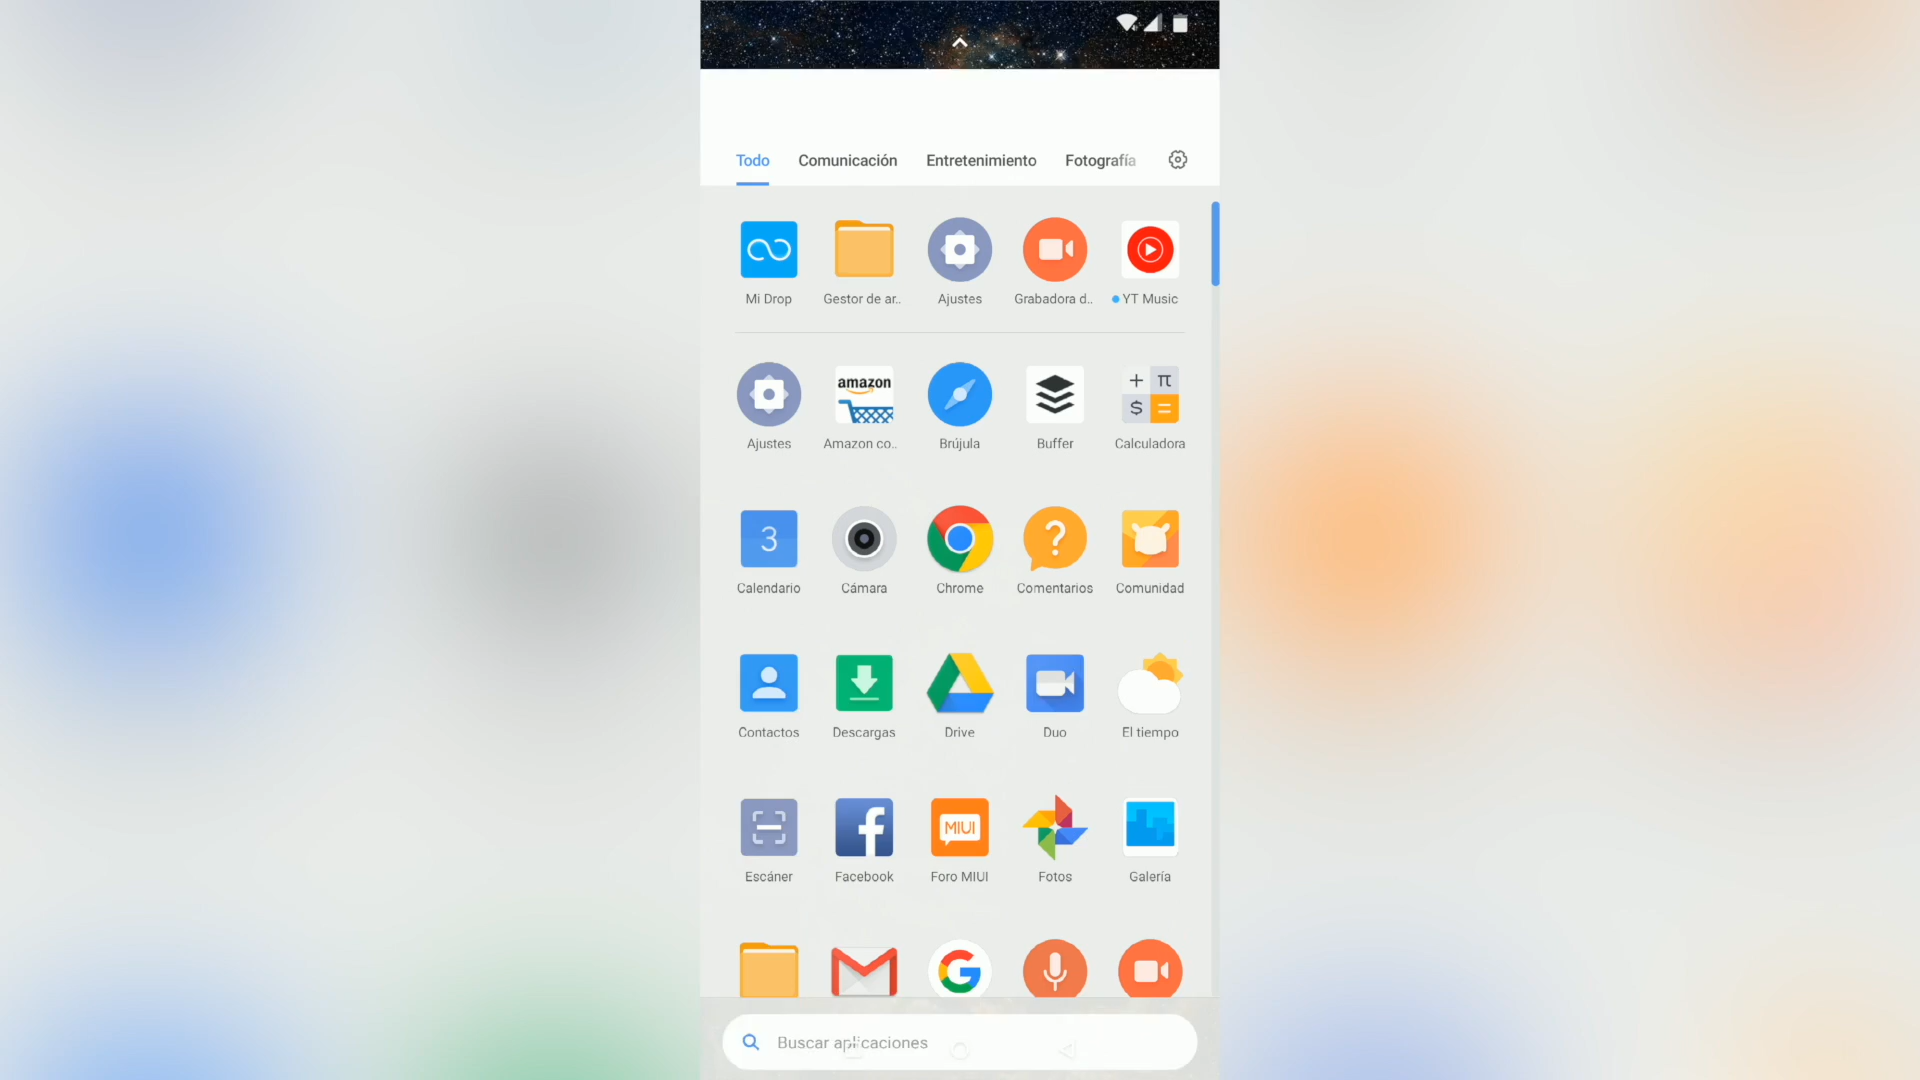 Todo Comunicación Entretenimiento Fotografía
Mi Drop Gestor de ar.. Ajustes Grabadora d.. YT Music
amazon + π $ =
Ajustes Amazon co.. Brújula Buffer Calculadora
3 ?
Calendario Cámara Chrome Comentarios Comunidad
Contactos Descargas Drive Duo El tiempo
f MIUI
Escáner Facebook Foro MIUI Fotos Galería
G
Buscar aplicaciones